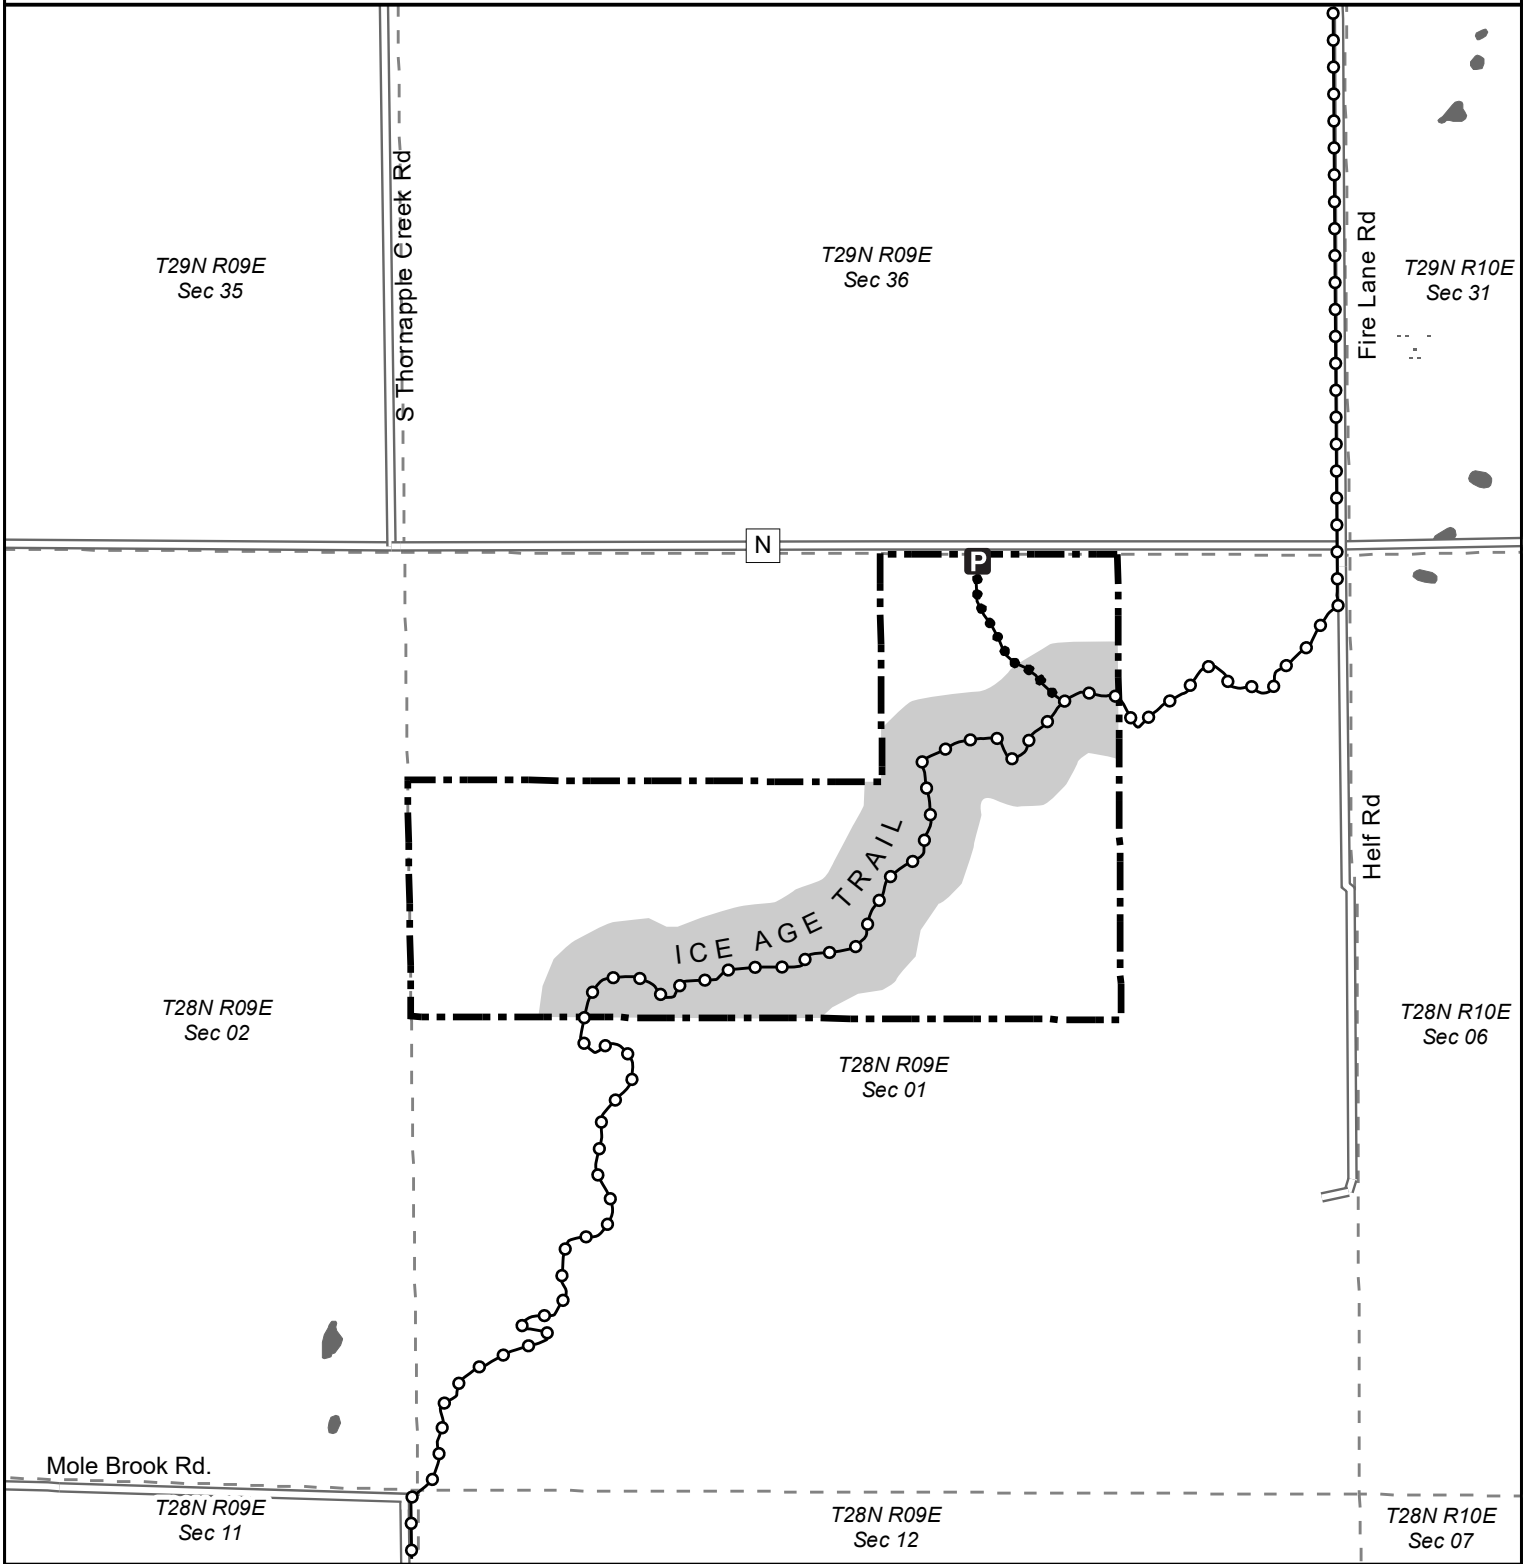 S Thornapple Creek Rd
T29N R09E
Sec 35
T29N R09E
Sec 36
Fire Lane Rd
T29N R10E
Sec 31
N
P
ICE AGE TRAIL
Helf Rd
T28N R09E
Sec 02
T28N R09E
Sec 01
T28N R10E
Sec 06
Mole Brook Rd.
T28N R09E
Sec 11
T28N R09E
Sec 12
T28N R10E
Sec 07